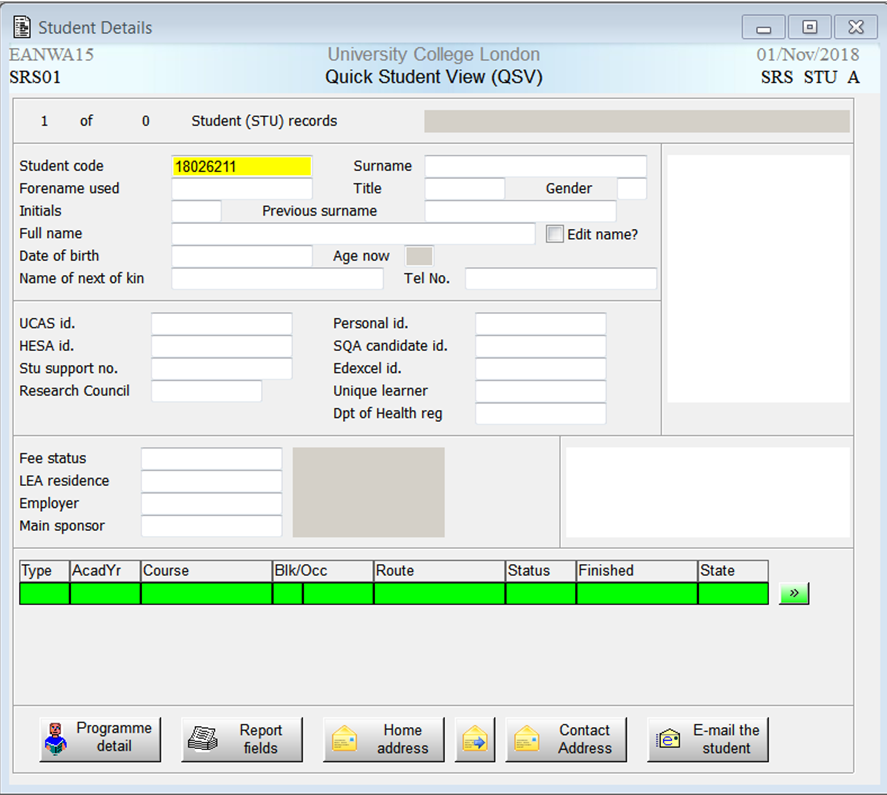 Student Details
EANWA15 University College London 01/Nov/2018
SRS01 Quick Student View (QSV) SRS STU A
1 of 0 Student (STU) records
Student code 18026211 Surname
Forename used Title Gender
Initials Previous surname
Full name Edit name?
Date of birth Age now
Name of next of kin Tel No.
UCAS id. Personal id.
HESA id. SQA candidate id.
Stu support no. Edexcel id.
Research Council Unique learner
Dpt of Health reg
Fee status
LEA residence
Employer
Main sponsor
Type AcadYr Course Blk/Occ Route Status Finished State
»
Programme detail
Report fields
Home address
Contact Address
E-mail the student